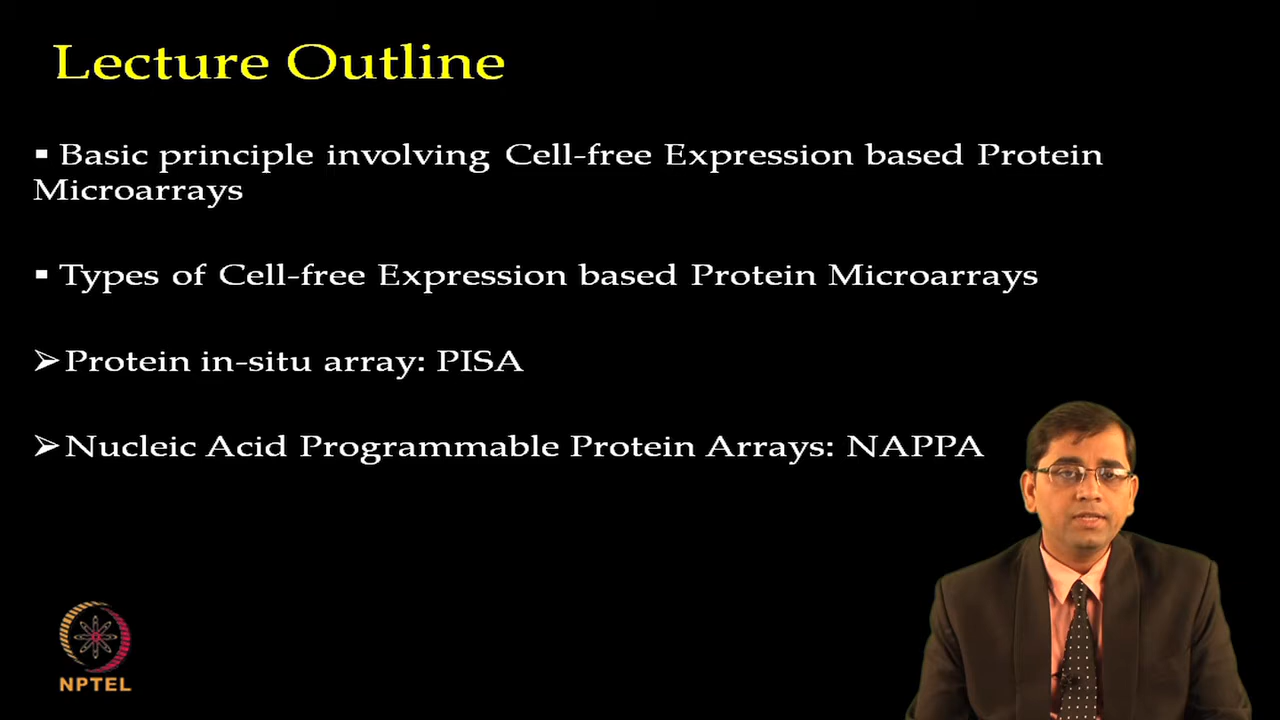 Lecture Outline
▪ Basic principle involving Cell-free Expression based Protein
Microarrays
▪ Types of Cell-free Expression based Protein Microarrays
➢ Protein in-situ array: PISA
➢ Nucleic Acid Programmable Protein Arrays: NAPPA
NPTEL